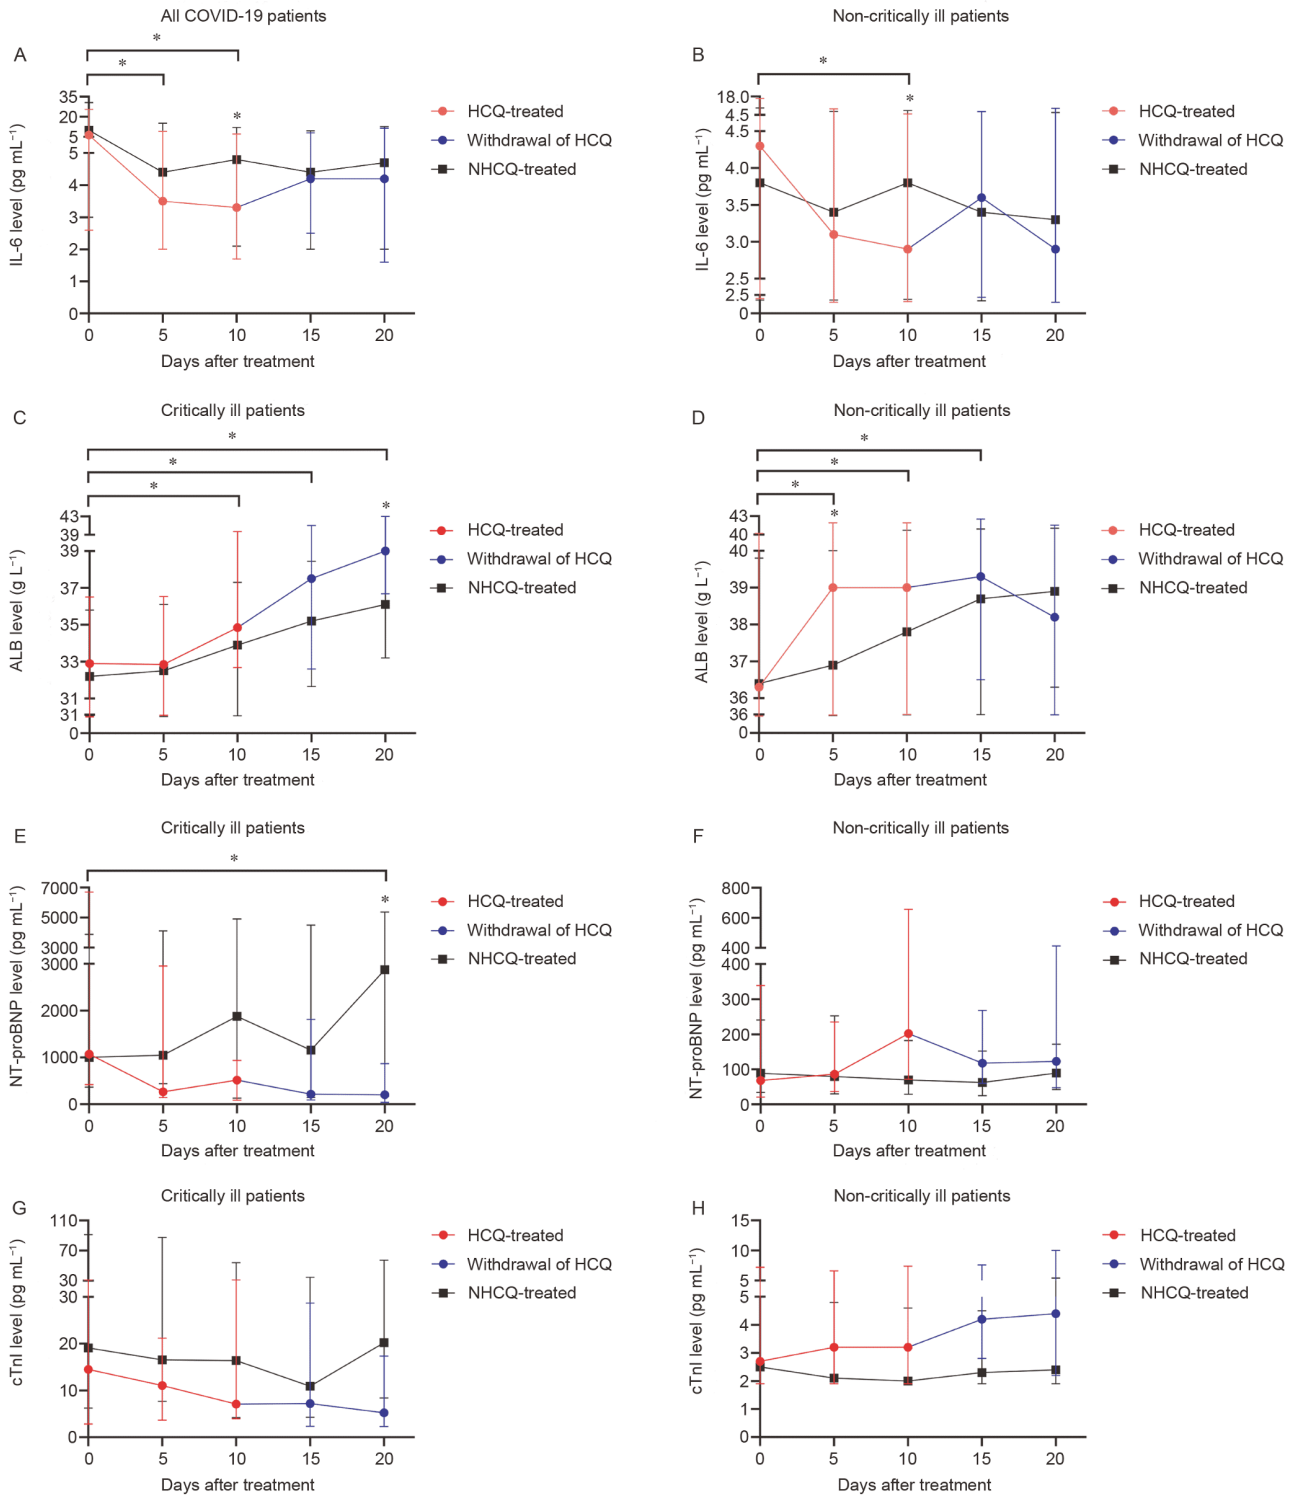 All COVID-19 patients
A
*
*
*
35
20
5
5
4
3
2
1
0
IL-6 level (pg mL⁻¹)
0 5 10 15 20
Days after treatment
HCQ-treated
Withdrawal of HCQ
NHCQ-treated
Non-critically ill patients
B
*
*
18.0
4.5
4.5
4.0
3.5
3.0
2.5
2.5
0
IL-6 level (pg mL⁻¹)
0 5 10 15 20
Days after treatment
HCQ-treated
Withdrawal of HCQ
NHCQ-treated
Critically ill patients
C
*
*
*
*
43
39
39
37
35
33
31
31
0
ALB level (g L⁻¹)
0 5 10 15 20
Days after treatment
HCQ-treated
Withdrawal of HCQ
NHCQ-treated
Non-critically ill patients
D
*
*
*
*
43
40
40
39
38
37
36
36
0
ALB level (g L⁻¹)
0 5 10 15 20
Days after treatment
HCQ-treated
Withdrawal of HCQ
NHCQ-treated
Critically ill patients
E
*
*
7000
5000
3000
3000
2000
1000
0
NT-proBNP level (pg mL⁻¹)
0 5 10 15 20
Days after treatment
HCQ-treated
Withdrawal of HCQ
NHCQ-treated
Non-critically ill patients
F
800
600
400
400
300
200
100
0
NT-proBNP level (pg mL⁻¹)
0 5 10 15 20
Days after treatment
HCQ-treated
Withdrawal of HCQ
NHCQ-treated
Critically ill patients
G
110
70
30
30
20
10
0
cTnI level (pg mL⁻¹)
0 5 10 15 20
Days after treatment
HCQ-treated
Withdrawal of HCQ
NHCQ-treated
Non-critically ill patients
H
15
10
5
5
4
3
2
1
0
cTnI level (pg mL⁻¹)
0 5 10 15 20
Days after treatment
HCQ-treated
Withdrawal of HCQ
NHCQ-treated